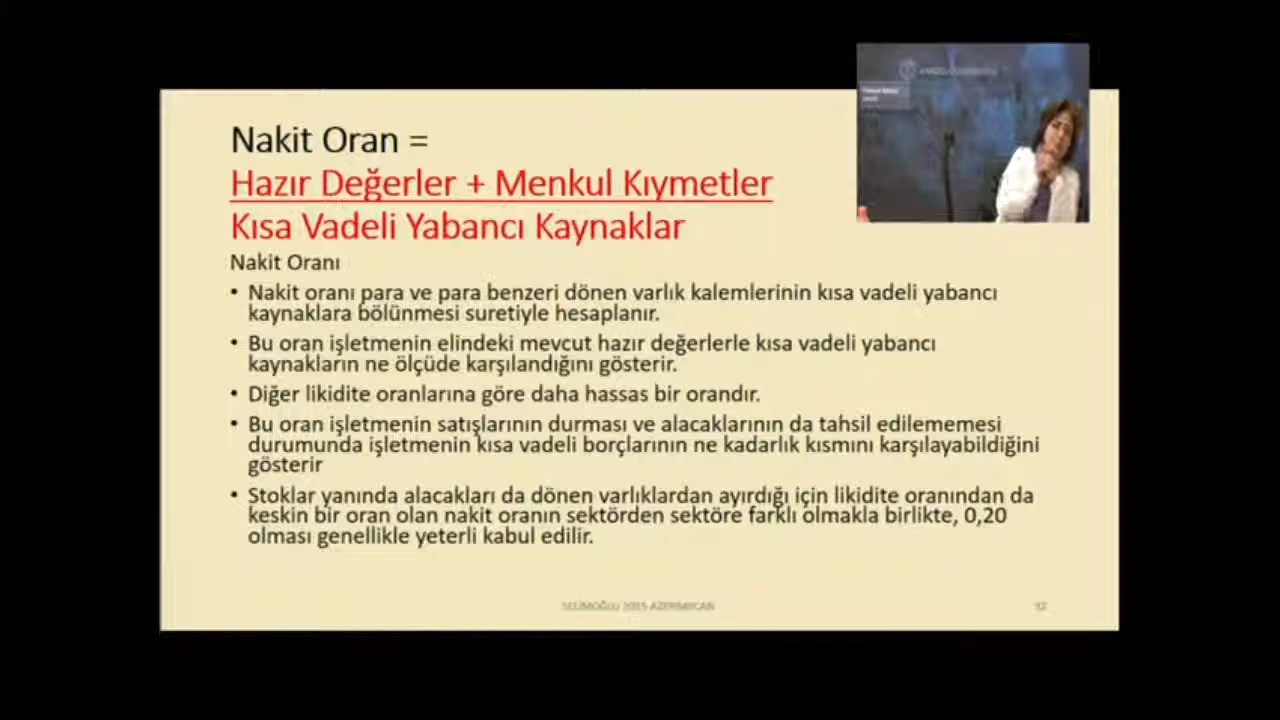 Nakit Oran =
Hazır Değerler + Menkul Kıymetler
Kısa Vadeli Yabancı Kaynaklar
Nakit Oranı
• Nakit oranı para ve para benzeri dönen varlık kalemlerinin kısa vadeli yabancı
kaynaklara bölünmesi suretiyle hesaplanır.
• Bu oran işletmenin elindeki mevcut hazır değerlerle kısa vadeli yabancı
kaynakların ne ölçüde karşılandığını gösterir.
• Diğer likidite oranlarına göre daha hassas bir orandır.
• Bu oran işletmenin satışlarının durması ve alacaklarının da tahsil edilememesi
durumunda işletmenin kısa vadeli borçlarının ne kadarlık kısmını karşılayabildiğini
gösterir
• Stoklar yanında alacakları da dönen varlıklardan ayırdığı için likidite oranından da
keskin bir oran olan nakit oranın sektörden sektöre farklı olmakla birlikte, 0,20
olması genellikle yeterli kabul edilir.
SELİMOĞLU 2015 AZERBAYCAN